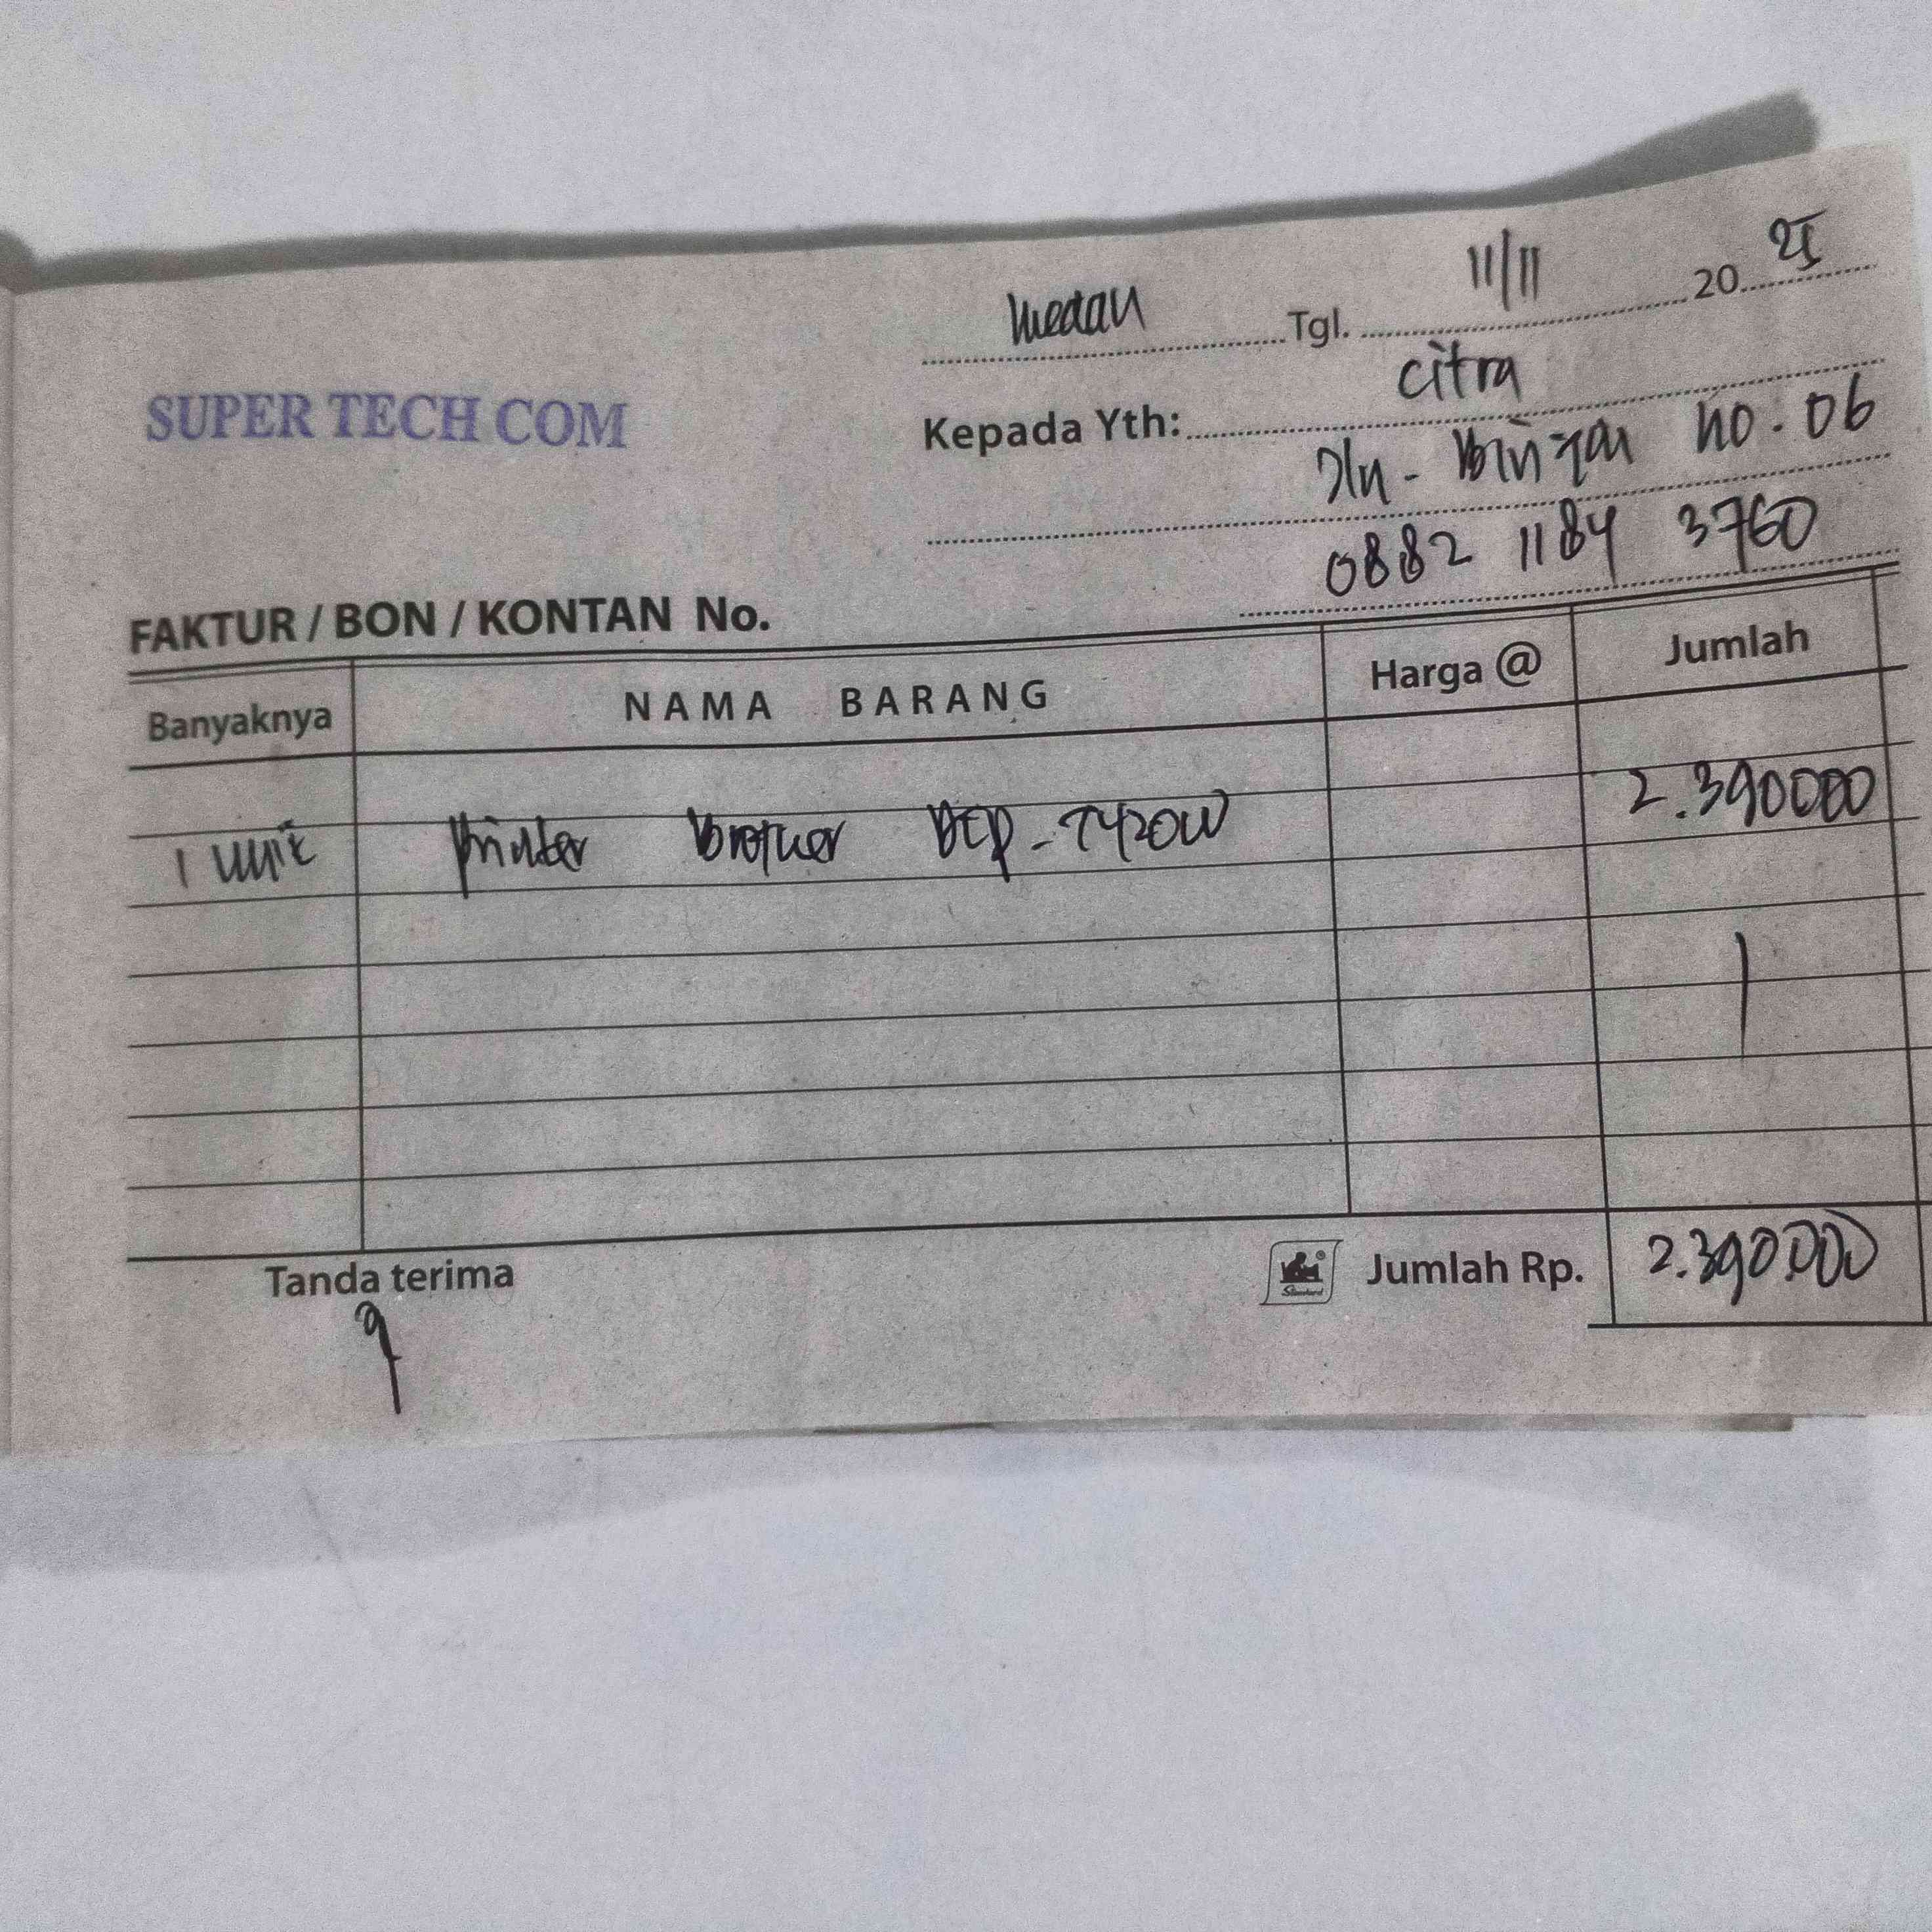 Medan Tgl. 11/11 20 25
SUPER TECH COM
Kepada Yth: Citra
Jln - Binjai No. 06
0882 1184 3760
FAKTUR / BON / KONTAN No.
Banyaknya NAMA BARANG Harga @ Jumlah
1 Unit Printer Brother DCP - T420W 2.390000
Tanda terima Standard Jumlah Rp. 2.390.000